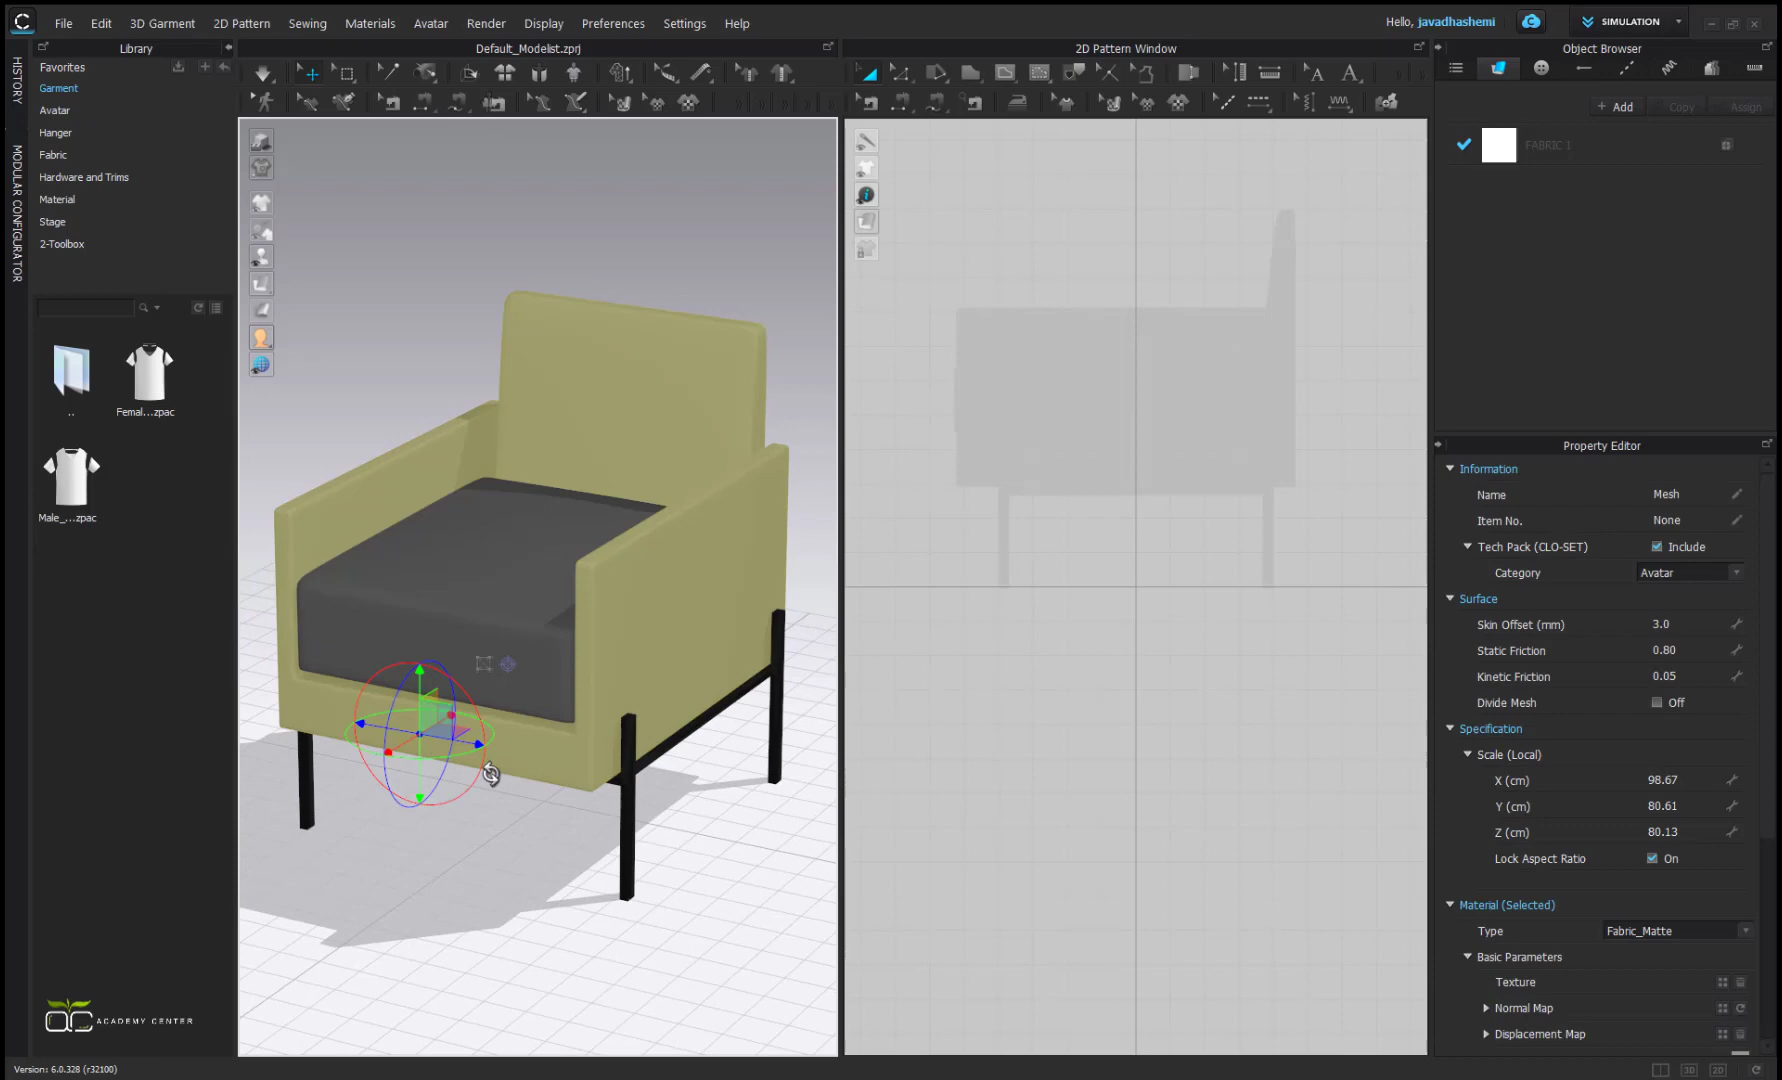 File Edit 3D Garment 2D Pattern Sewing Materials Avatar Render Display Preferences Settings Help
Hello, javadhashemi
SIMULATION
HISTORY
MODULAR CONFIGURATOR
Library
Favorites
Garment
Avatar
Hanger
Fabric
Hardware and Trims
Material
Stage
2-Toolbox
..
Femal...zpac
Male_...zpac
ACADEMY CENTER
Default_Modelist.zprj
2D Pattern Window
Object Browser
+ Add Copy Assign
FABRIC 1
Property Editor
Information
Name Mesh
Item No. None
Tech Pack (CLO-SET) Include
Category Avatar
Surface
Skin Offset (mm) 3.0
Static Friction 0.80
Kinetic Friction 0.05
Divide Mesh Off
Specification
Scale (Local)
X (cm) 98.67
Y (cm) 80.61
Z (cm) 80.13
Lock Aspect Ratio On
Material (Selected)
Type Fabric_Matte
Basic Parameters
Texture
Normal Map
Displacement Map
Version: 6.0.328 (r32100)
3D 2D